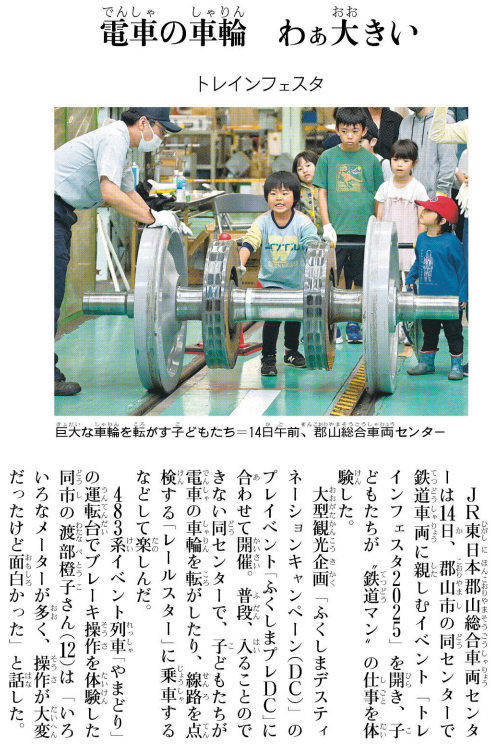 電車の車輪 わぁ大きい
トレインフェスタ
巨大な車輪を転がす子どもたち=14日午前、郡山総合車両センター
JR東日本郡山総合車両センタ
ーは14日、郡山市の同センターで
鉄道車両に親しむイベント「トレ
インフェスタ2025」を開き、子
どもたちが〝鉄道マン〟の仕事を体
験した。
大型観光企画「ふくしまデスティ
ネーションキャンペーン(DC)」の
プレイベント「ふくしまプレDC」に
合わせて開催。普段、入ることので
きない同センターで、子どもたちが
電車の車輪を転がしたり、線路を点
検する「レールスター」に乗車する
などして楽しんだ。
483系イベント列車「やまどり」
の運転台でブレーキ操作を体験した
同市の渡部橙子さん(12)は「いろ
いろなメーターが多く、操作が大変
だったけど面白かった」と話した。